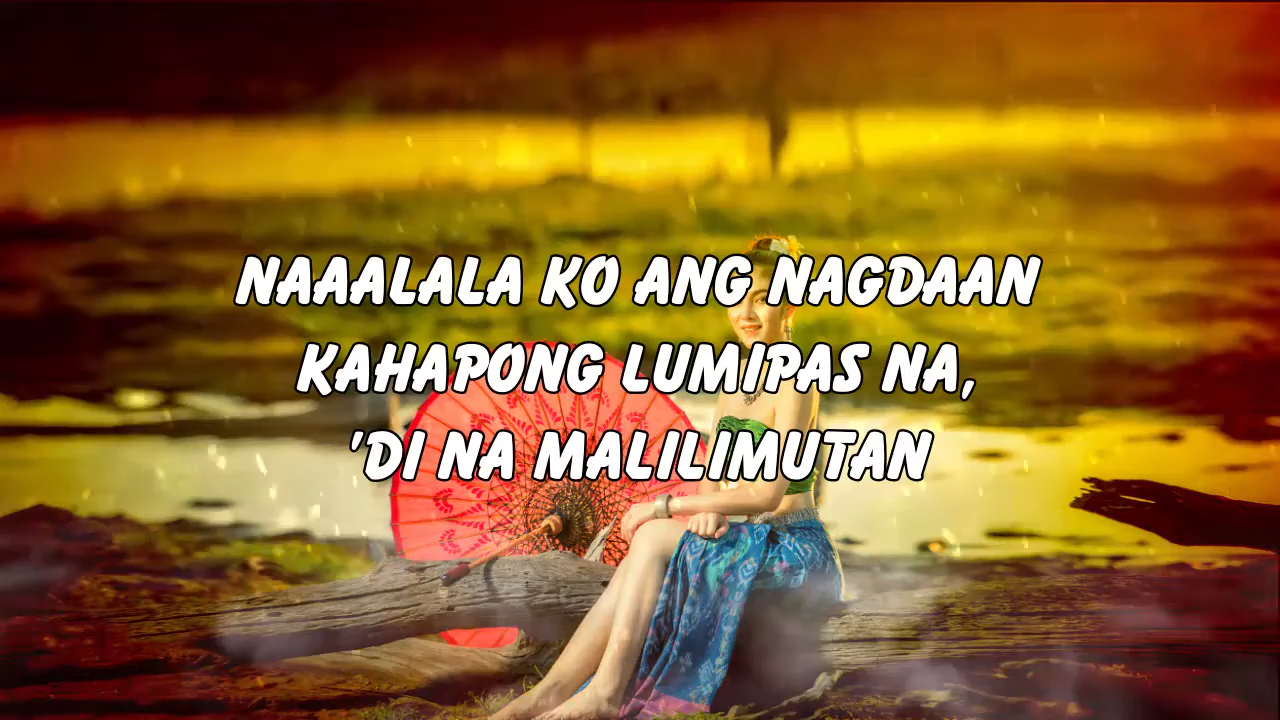 NAAALALA KO ANG NAGDAAN
KAHAPONG LUMIPAS NA,
'DI NA MALILIMUTAN